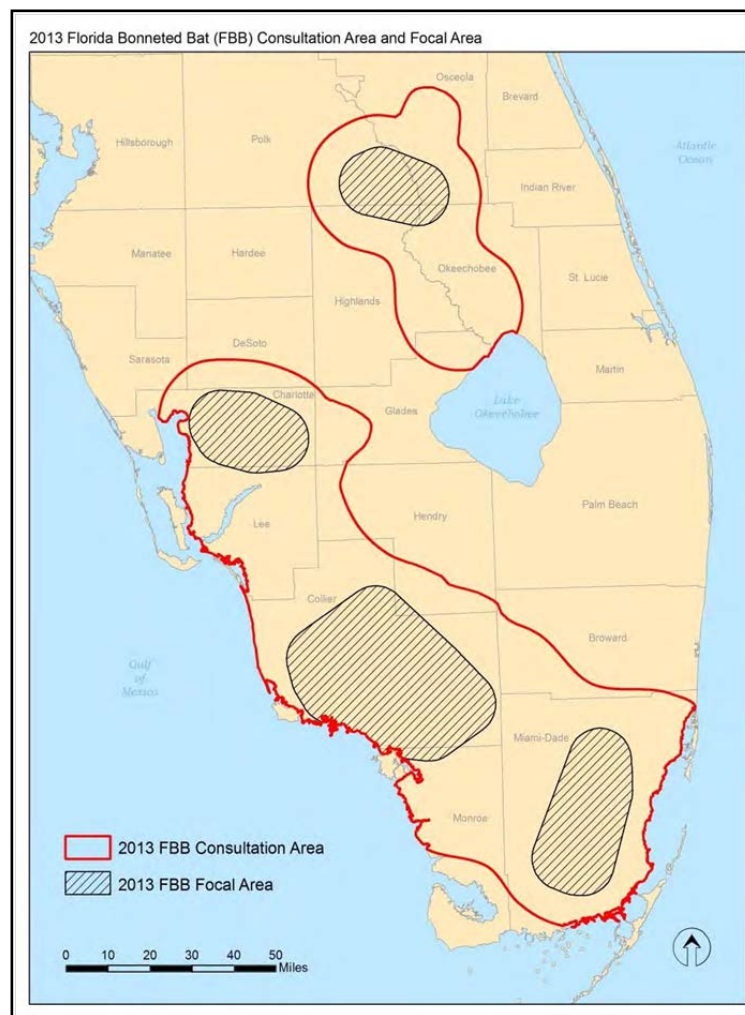 2013 Florida Bonneted Bat (FBB) Consultation Area and Focal Area
Osceola
Brevard
Hillsborough
Polk
Atlantic
Ocean
Indian River
Manatee
Hardee
Okeechobee
St. Lucie
Highlands
DeSoto
Sarasota
Martin
Charlotte
Glades
Lake
Okeechobee
Palm Beach
Hendry
Lee
Collier
Broward
Gulf
of
Mexico
Miami-Dade
Monroe
2013 FBB Consultation Area
2013 FBB Focal Area
0 10 20 30 40 50
Miles